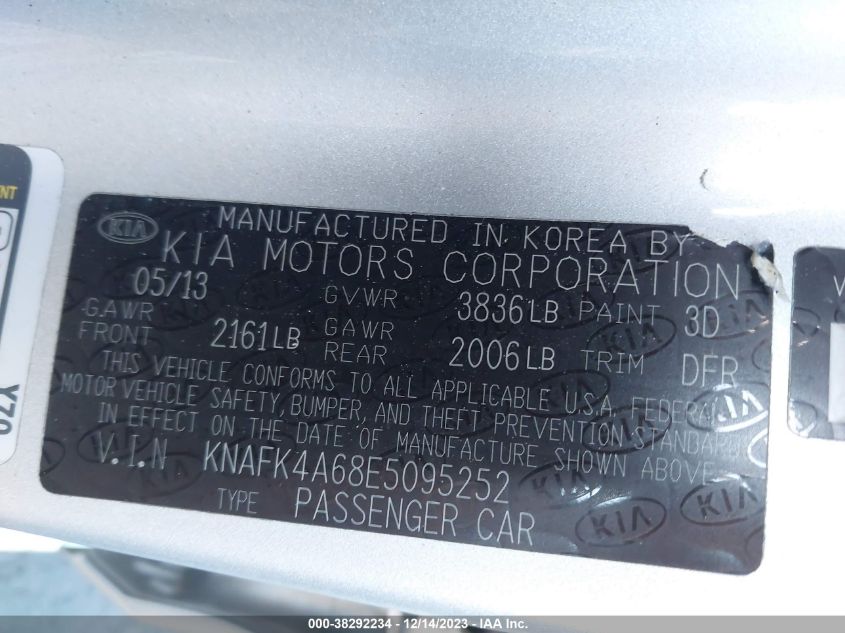 MANUFACTURED IN KOREA BY
KIA KIA MOTORS CORPORATION
05/13 GVWR 3836LB PAINT 3D
G.AWR FRONT 2161LB GAWR REAR 2006LB TRIM DFR
THIS VEHICLE CONFORMS TO ALL APPLICABLE U.S.A. FEDERAL
MOTOR VEHICLE SAFETY, BUMPER, AND THEFT PREVENTION STANDARDS
IN EFFECT ON THE DATE OF MANUFACTURE SHOWN ABOVE.
V.I.N KNAFK4A68E5095252
TYPE PASSENGER CAR
KIA
000-38292234 - 12/14/2023 - IAA Inc.